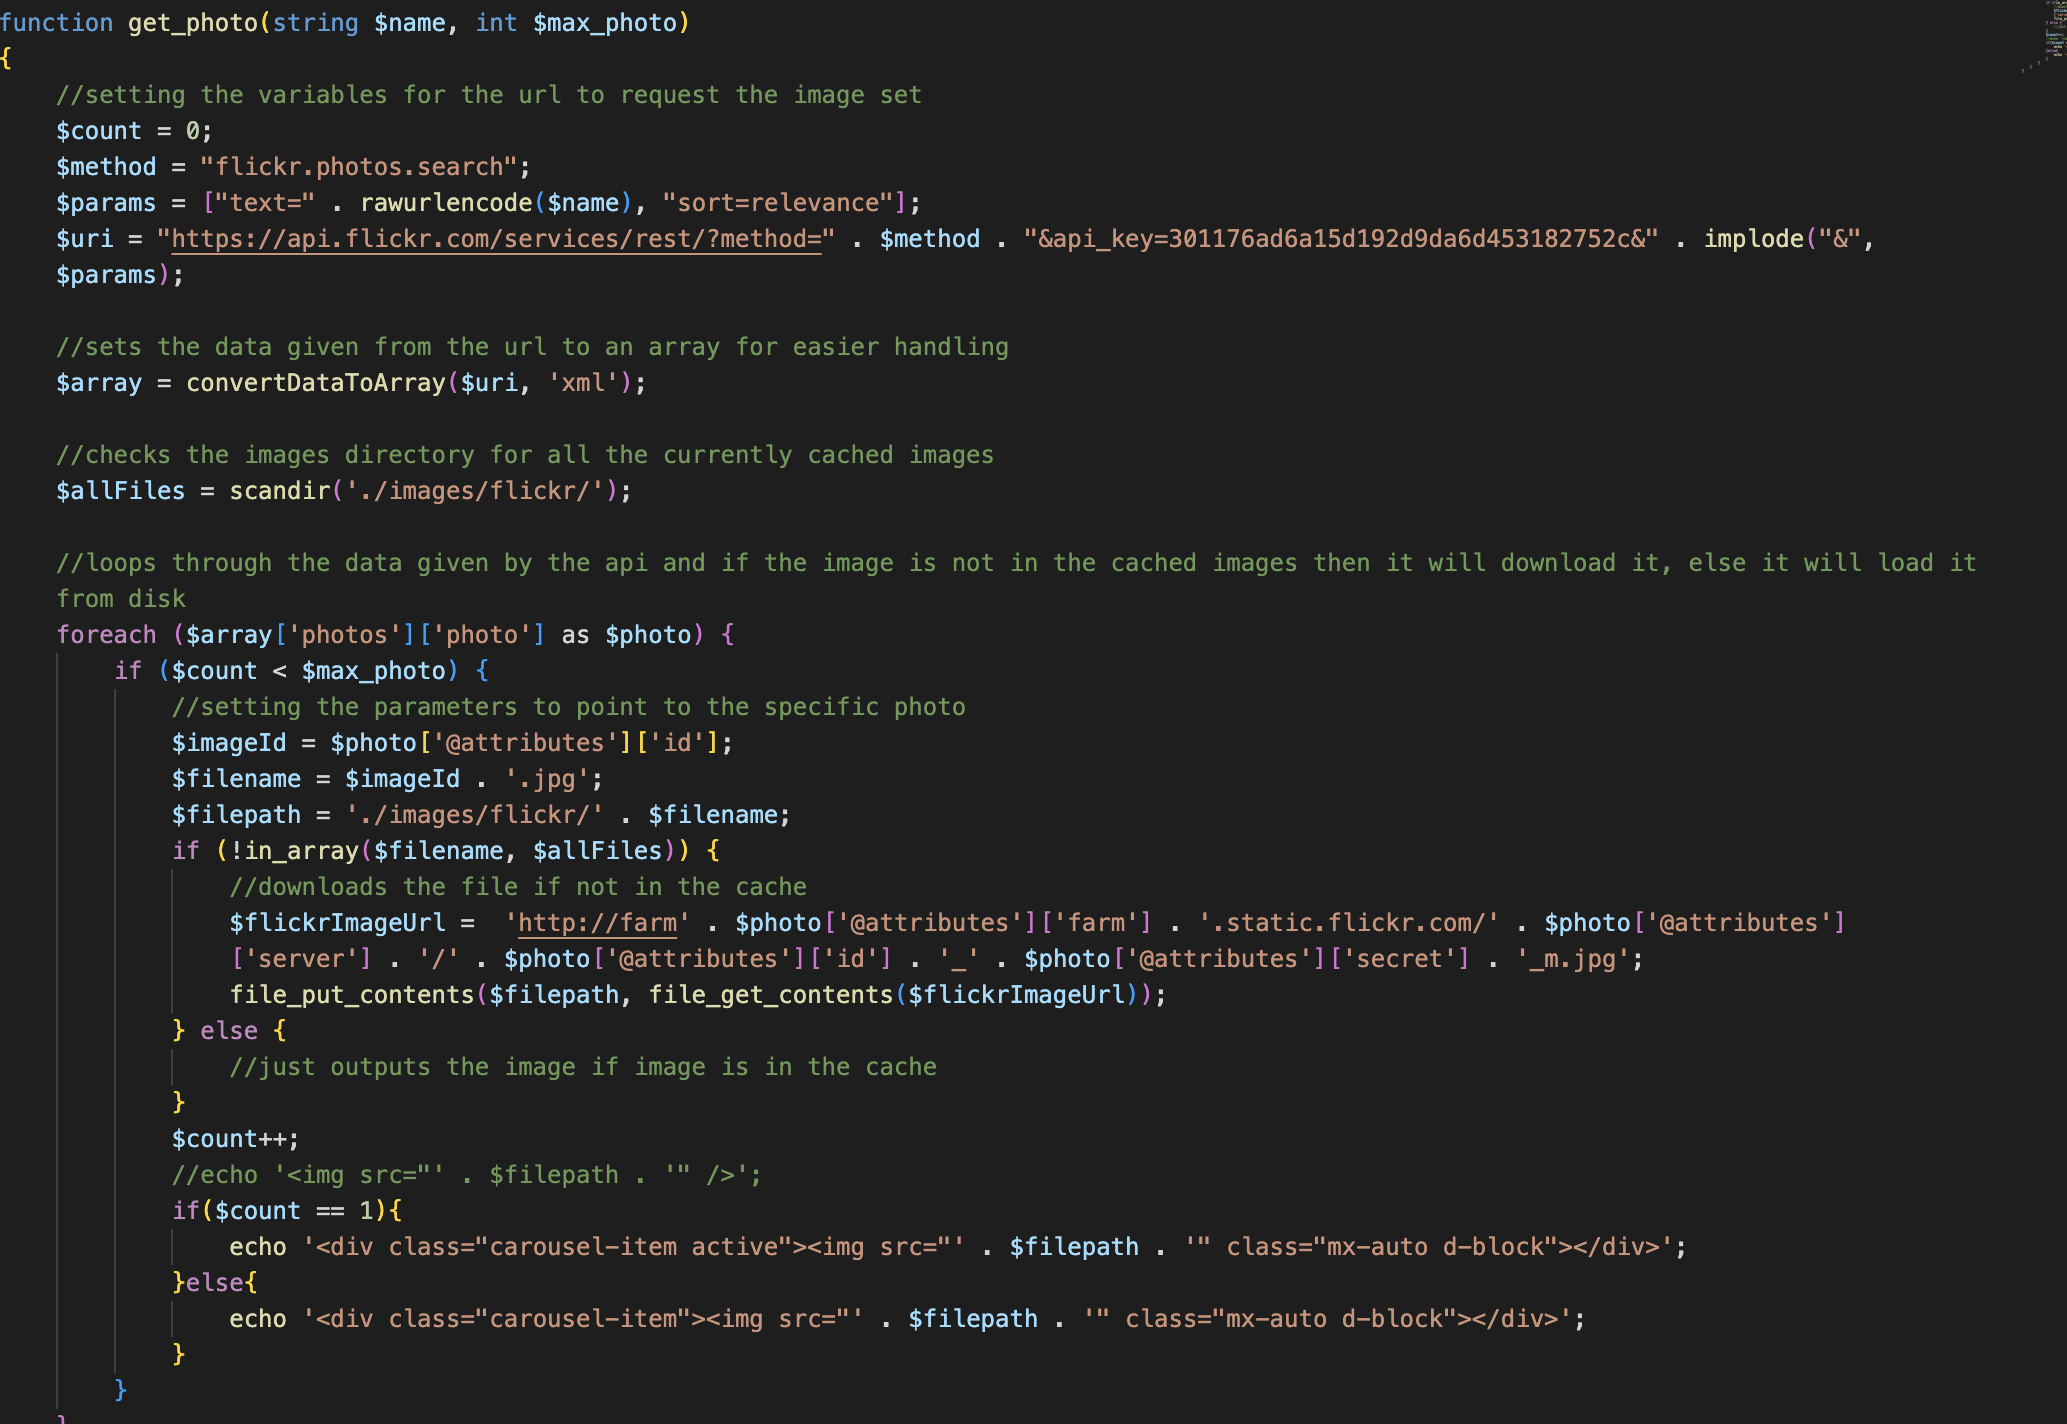 function get_photo(string $name, int $max_photo)
{
//setting the variables for the url to request the image set
$count = 0;
$method = "flickr.photos.search";
$params = ["text=" . rawurlencode($name), "sort=relevance"];
$uri = "https://api.flickr.com/services/rest/?method=" . $method . "&api_key=301176ad6a15d192d9da6d453182752c&" . implode("&",
$params);
//sets the data given from the url to an array for easier handling
$array = convertDataToArray($uri, 'xml');
//checks the images directory for all the currently cached images
$allFiles = scandir('./images/flickr/');
//loops through the data given by the api and if the image is not in the cached images then it will download it, else it will load it
from disk
foreach ($array['photos']['photo'] as $photo) {
if ($count < $max_photo) {
//setting the parameters to point to the specific photo
$imageId = $photo['@attributes']['id'];
$filename = $imageId . '.jpg';
$filepath = './images/flickr/' . $filename;
if (!in_array($filename, $allFiles)) {
//downloads the file if not in the cache
$flickrImageUrl =  'http://farm' . $photo['@attributes']['farm'] . '.static.flickr.com/' . $photo['@attributes']
['server'] . '/' . $photo['@attributes']['id'] . '_' . $photo['@attributes']['secret'] . '_m.jpg';
file_put_contents($filepath, file_get_contents($flickrImageUrl));
} else {
//just outputs the image if image is in the cache
}
$count++;
//echo '<img src="' . $filepath . '" />';
if($count == 1){
echo '<div class="carousel-item active"><img src="' . $filepath . '" class="mx-auto d-block"></div>';
}else{
echo '<div class="carousel-item"><img src="' . $filepath . '" class="mx-auto d-block"></div>';
}
}
}